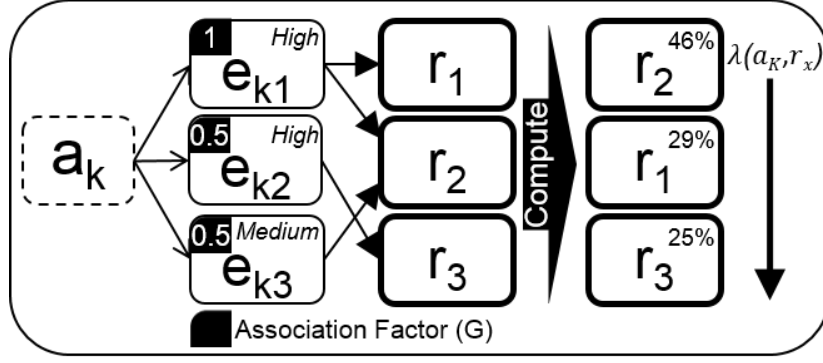 1 High
e_k1
0.5 High
e_k2
0.5 Medium
e_k3
a_k
r_1
r_2
r_3
Compute
46%
r_2
29%
r_1
25%
r_3
λ(a_K,r_x)
Association Factor (G)